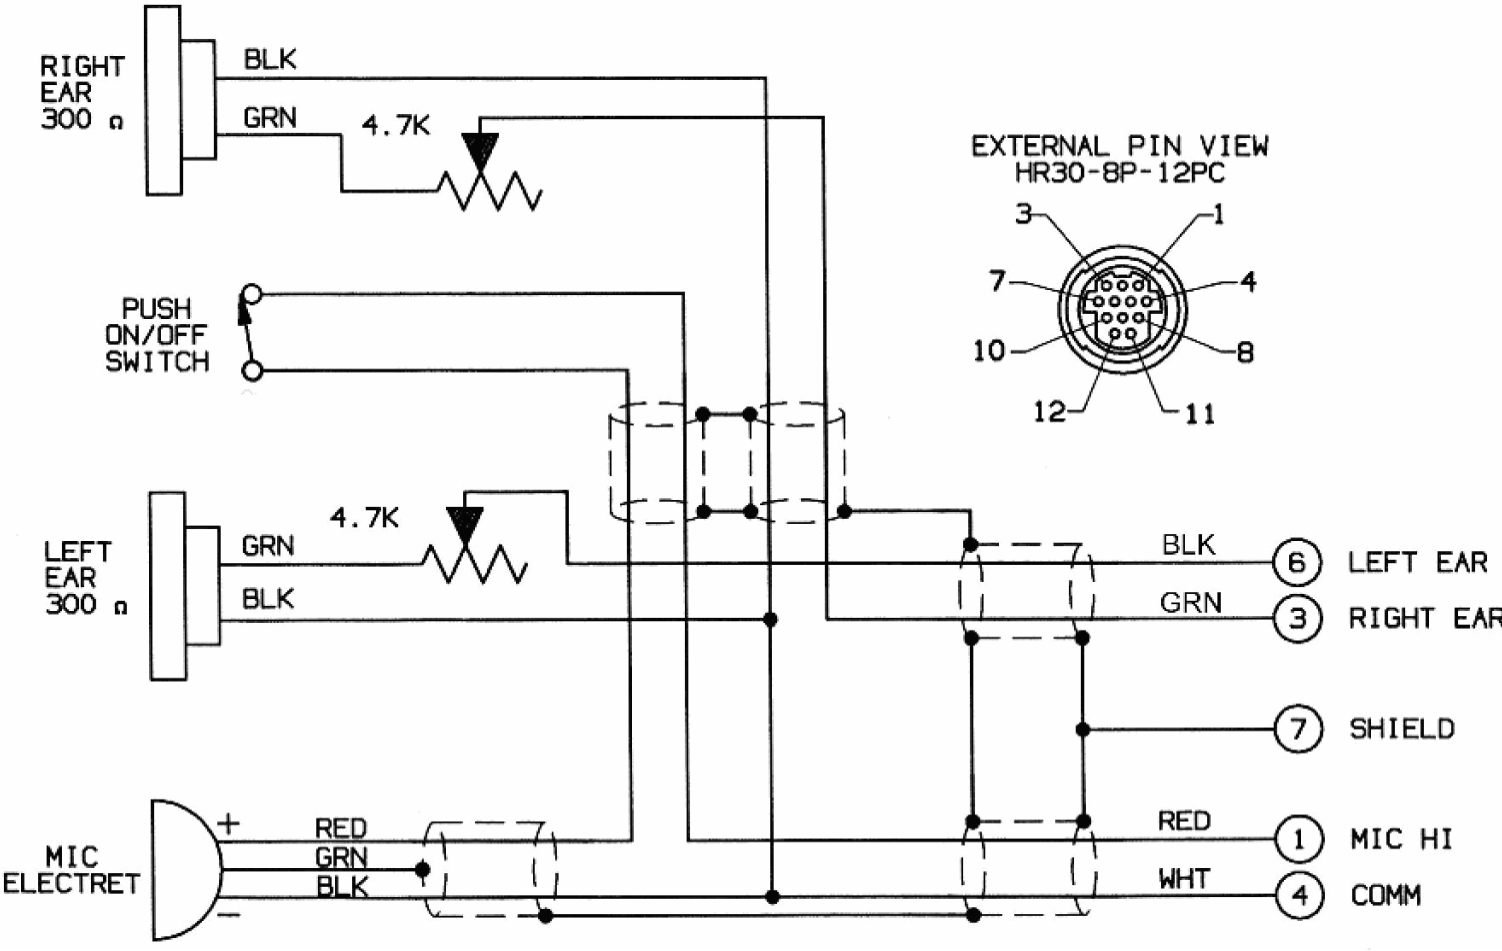 RIGHT
EAR
300 Ω
BLK
GRN
4.7K
EXTERNAL PIN VIEW
HR30-8P-12PC
3
1
7
4
10
8
12
11
PUSH
ON/OFF
SWITCH
LEFT
EAR
300 Ω
GRN
BLK
4.7K
BLK
6
LEFT EAR
GRN
3
RIGHT EAR
7
SHIELD
MIC
ELECTRET
+
RED
GRN
BLK
−
RED
1
MIC HI
WHT
4
COMM